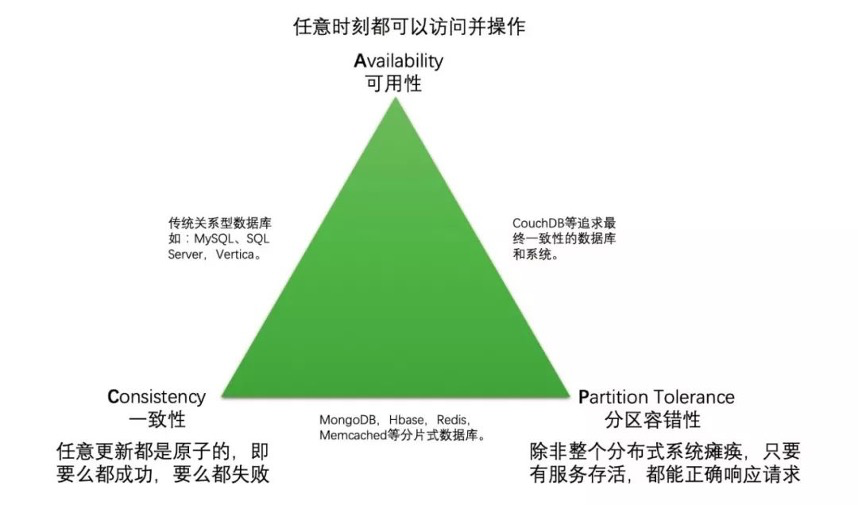 任意时刻都可以访问并操作
Availability
可用性
传统关系型数据库
如：MySQL、SQL
Server，Vertica。
CouchDB等追求最
终一致性的数据库
和系统。
Consistency
一致性
任意更新都是原子的，即
要么都成功，要么都失败
MongoDB，Hbase，Redis，
Memcached等分片式数据库。
Partition Tolerance
分区容错性
除非整个分布式系统瘫痪，只要
有服务存活，都能正确响应请求